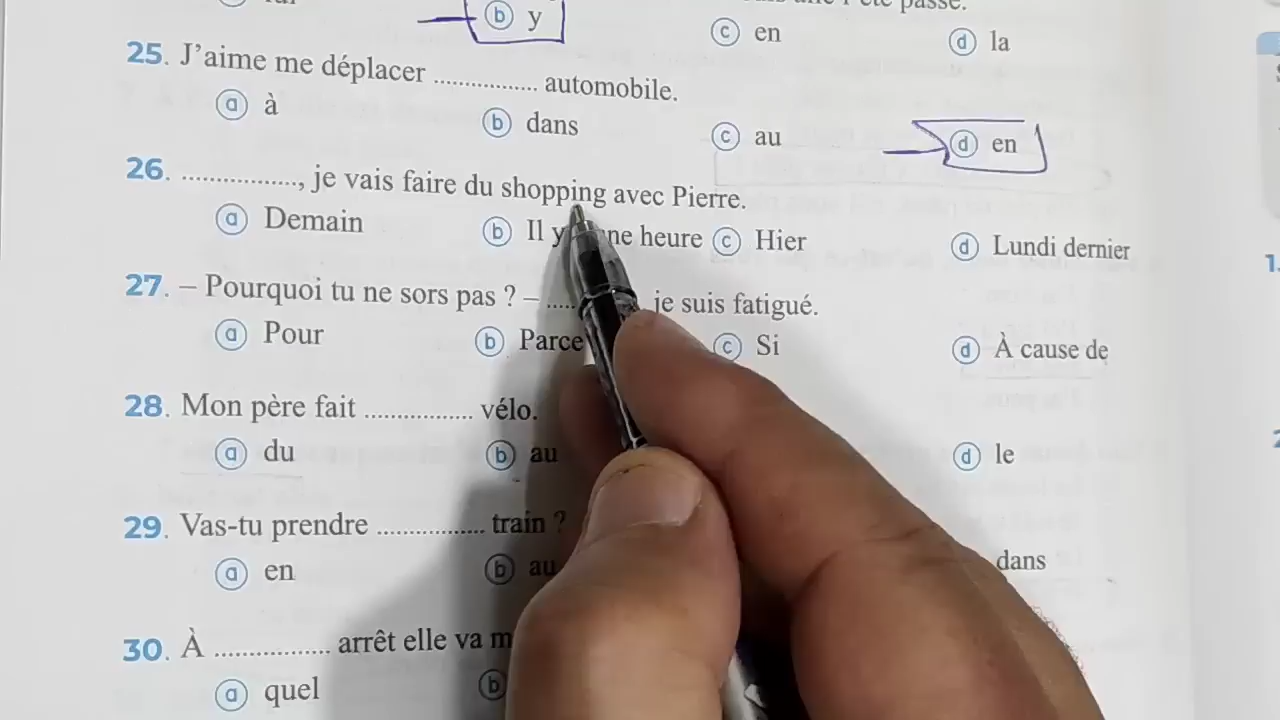 b y
c en
passé.
d la
25. J'aime me déplacer ................ automobile.
a à
b dans
c au
d en
26. ................., je vais faire du shopping avec Pierre.
a Demain
b Il y ne heure
c Hier
d Lundi dernier
27. – Pourquoi tu ne sors pas ? – ..... je suis fatigué.
a Pour
b Parce
c Si
d À cause de
28. Mon père fait ................ vélo.
a du
b au
d le
29. Vas-tu prendre ................ train ?
a en
b au
dans
30. À ................. arrêt elle va
a quel
b
1.